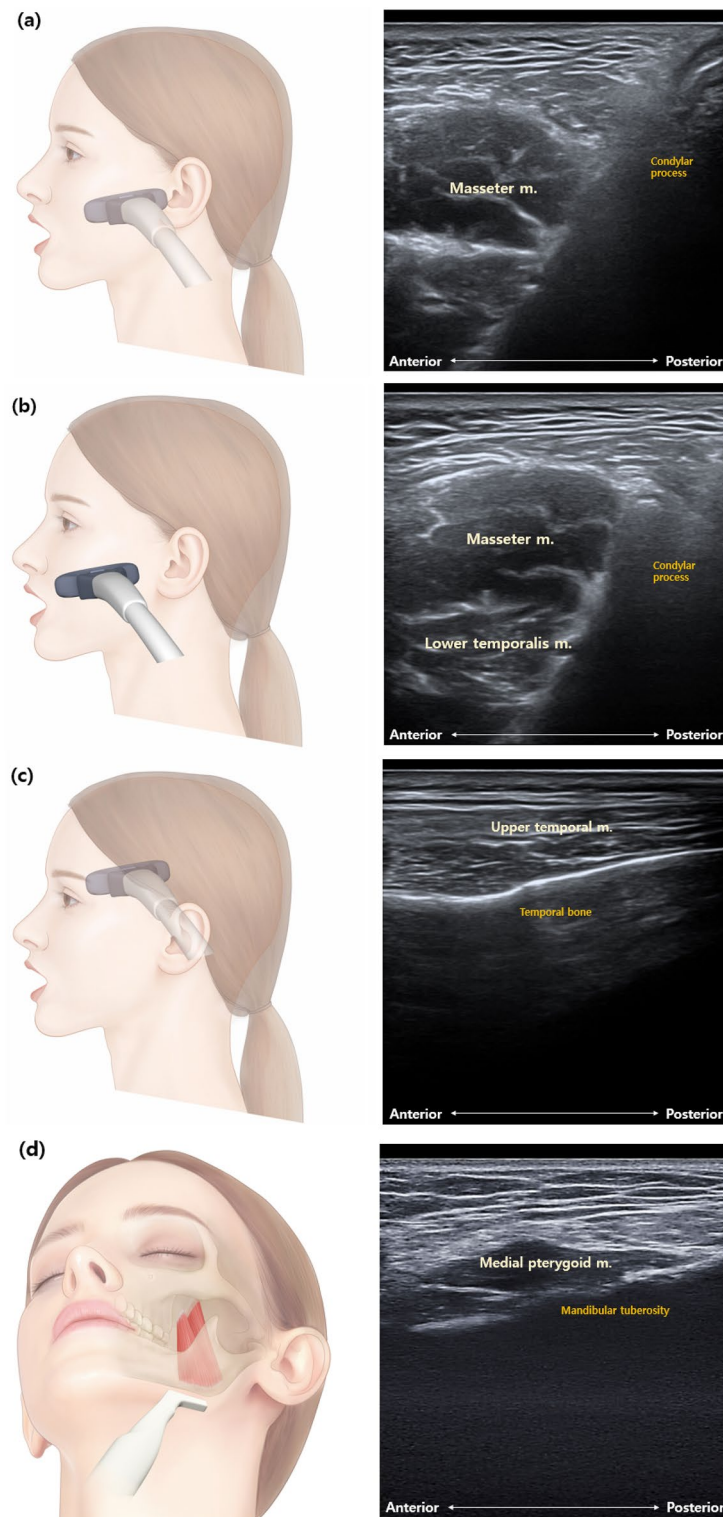 (a)
Masseter m.
Condylar
process
Anterior
Posterior
(b)
Masseter m.
Condylar
process
Lower temporalis m.
Anterior
Posterior
(c)
Upper temporal m.
Temporal bone
Anterior
Posterior
(d)
Medial pterygoid m.
Mandibular tuberosity
Anterior
Posterior